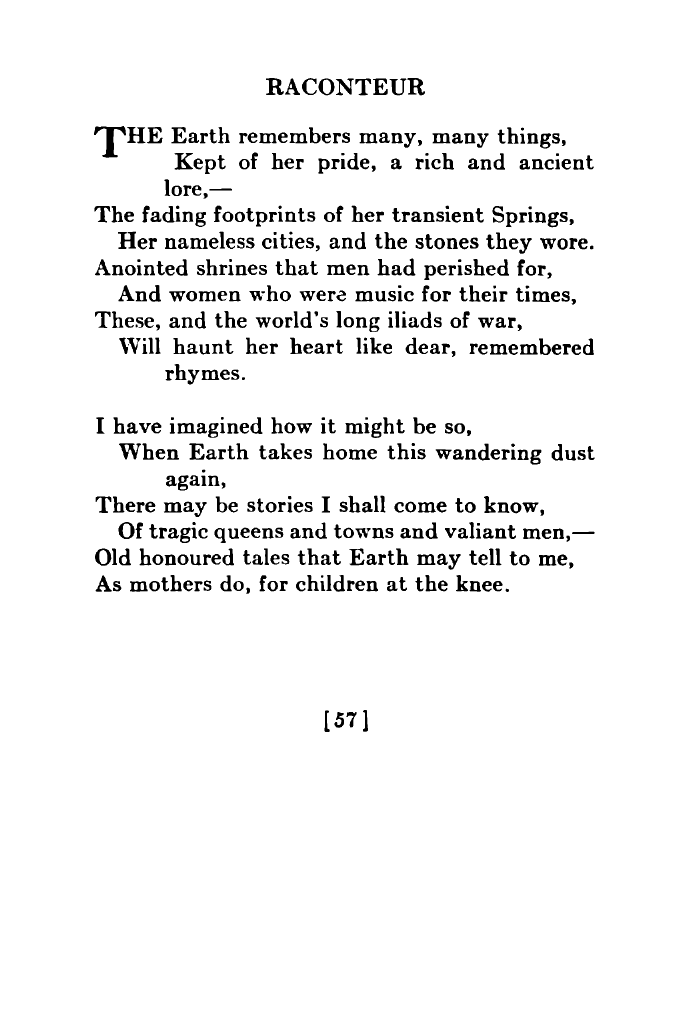 RACONTEUR
THE Earth remembers many, many things,
Kept of her pride, a rich and ancient
lore,—
The fading footprints of her transient Springs,
Her nameless cities, and the stones they wore.
Anointed shrines that men had perished for,
And women who were music for their times,
These, and the world's long iliads of war,
Will haunt her heart like dear, remembered
rhymes.
I have imagined how it might be so,
When Earth takes home this wandering dust
again,
There may be stories I shall come to know,
Of tragic queens and towns and valiant men,—
Old honoured tales that Earth may tell to me,
As mothers do, for children at the knee.
[57]